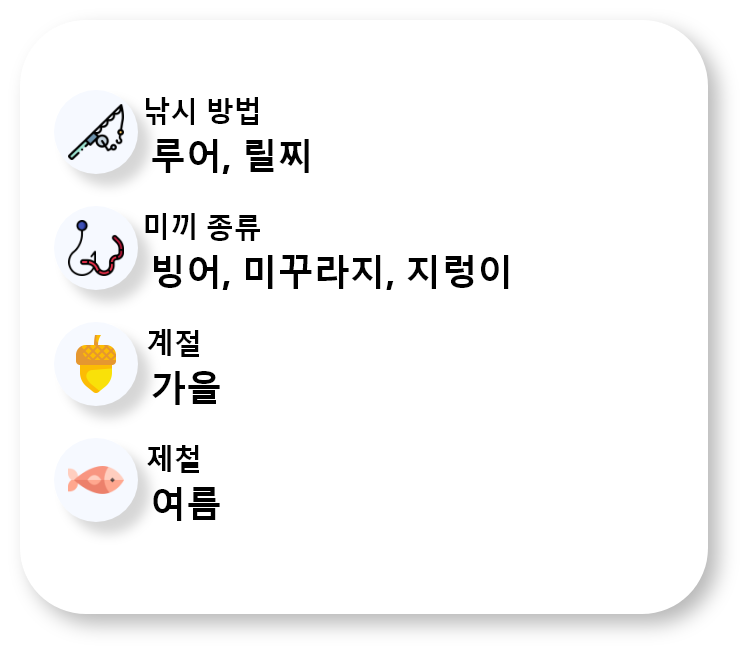 낚시 방법
루어, 릴찌
미끼 종류
빙어, 미꾸라지, 지렁이
계절
가을
제철
여름